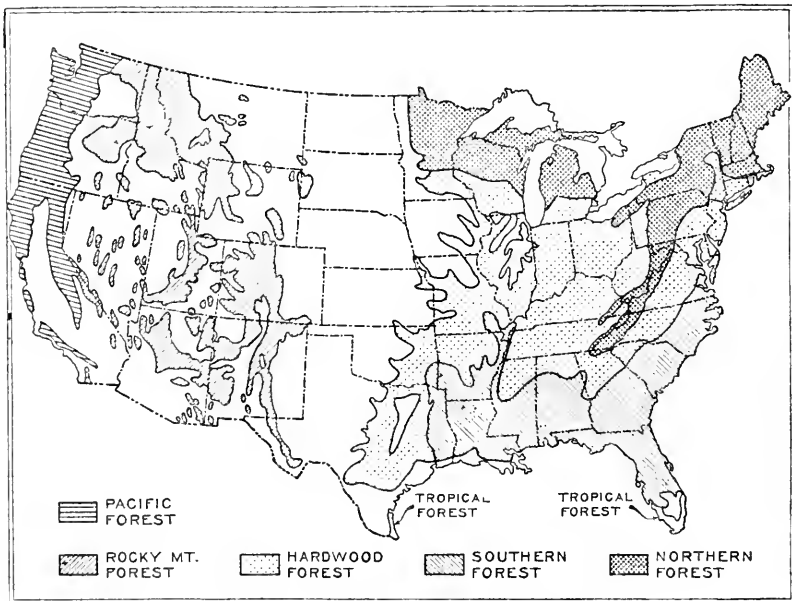 TROPICAL
FOREST
TROPICAL
FOREST
PACIFIC
FOREST
ROCKY MT.
FOREST
HARDWOOD
FOREST
SOUTHERN
FOREST
NORTHERN
FOREST